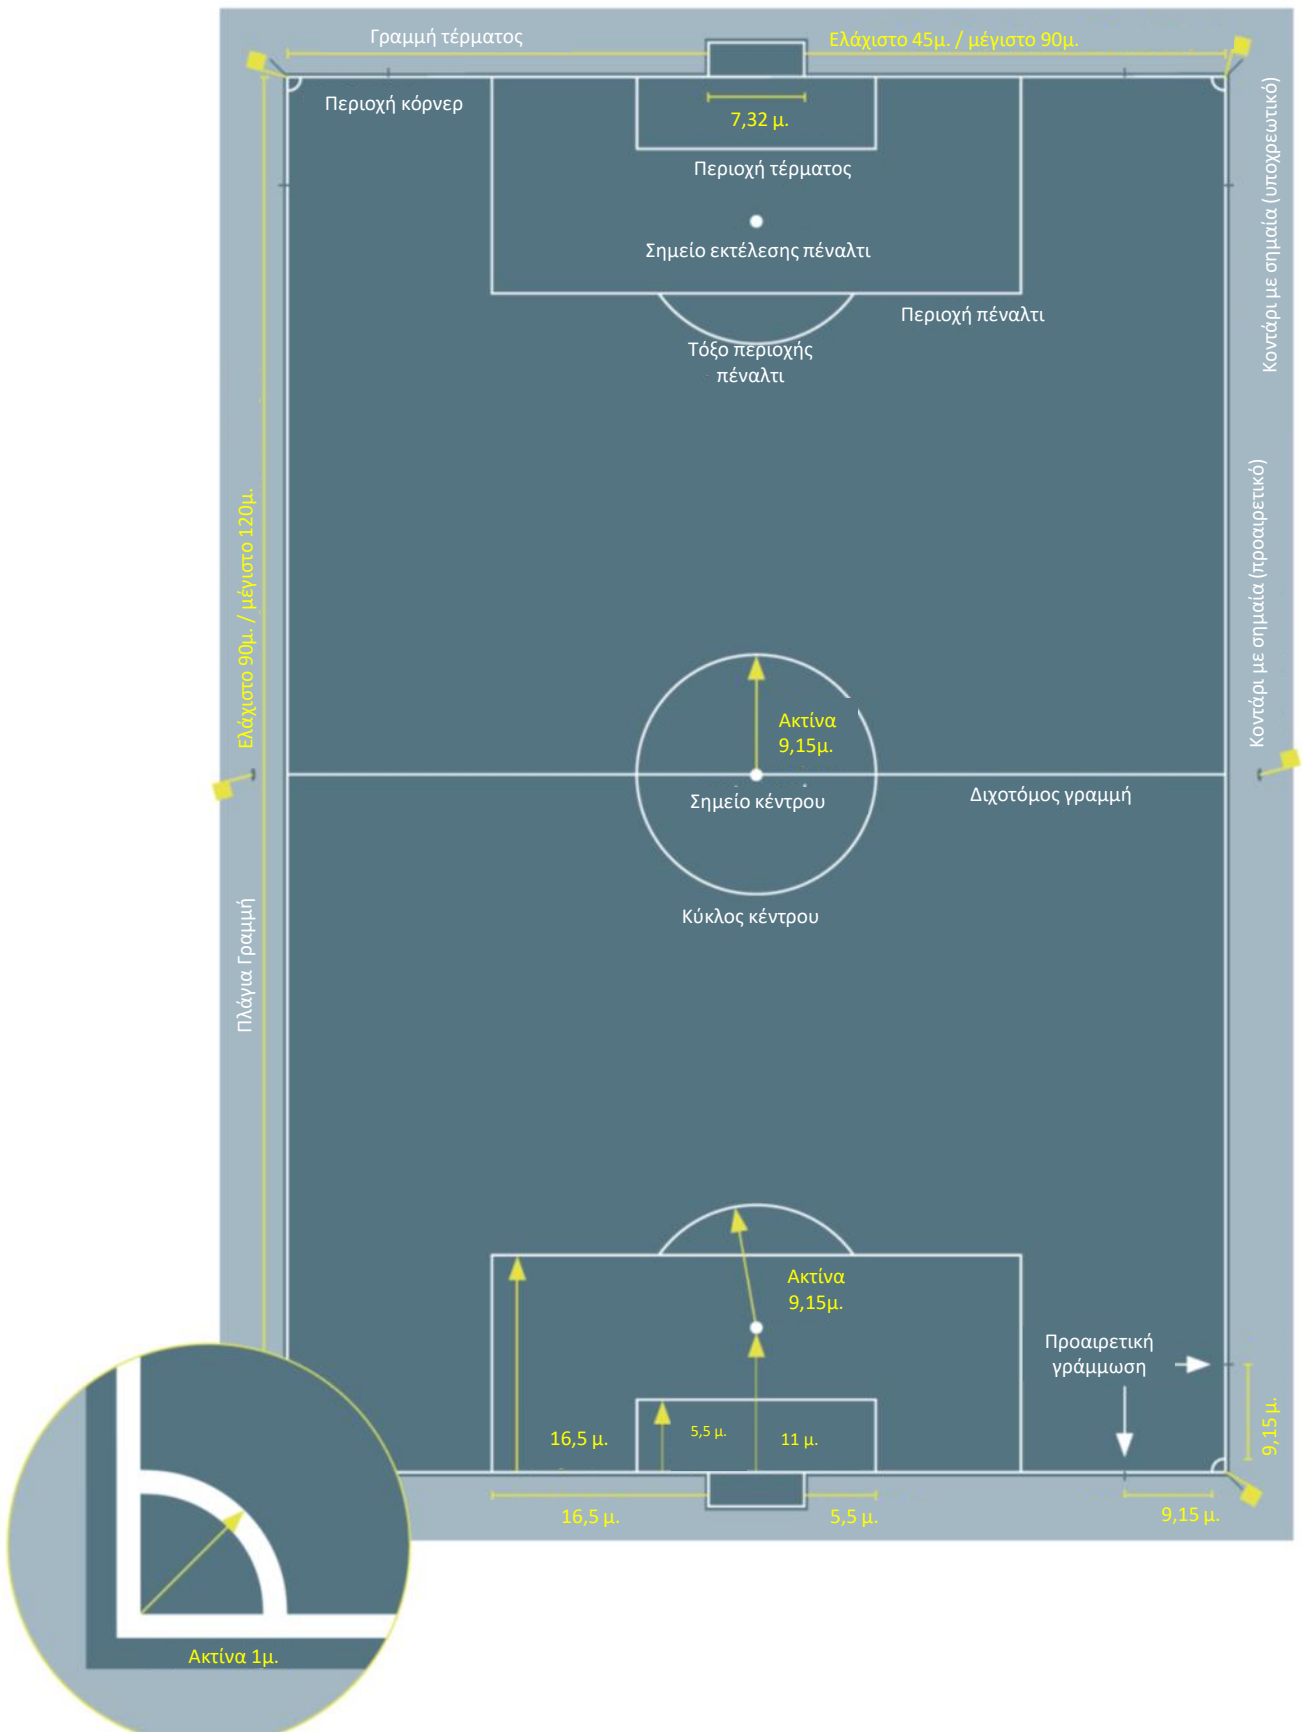 Γραμμή τέρματος
Ελάχιστο 45μ. / μέγιστο 90μ.
Περιοχή κόρνερ
7,32 μ.
Περιοχή τέρματος
Κοντάρι με σημαία (υποχρεωτικό)
Σημείο εκτέλεσης πέναλτι
Περιοχή πέναλτι
Τόξο περιοχής
πέναλτι
Ελάχιστο 90μ. / μέγιστο 120μ.
Κοντάρι με σημαία (προαιρετικό)
Ακτίνα
9,15μ.
Σημείο κέντρου
Διχοτόμος γραμμή
Κύκλος κέντρου
Πλάγια Γραμμή
Ακτίνα
9,15μ.
Προαιρετική
γράμμωση
16,5 μ.
5,5 μ.
11 μ.
9,15 μ.
16,5 μ.
5,5 μ.
9,15 μ.
Ακτίνα 1μ.